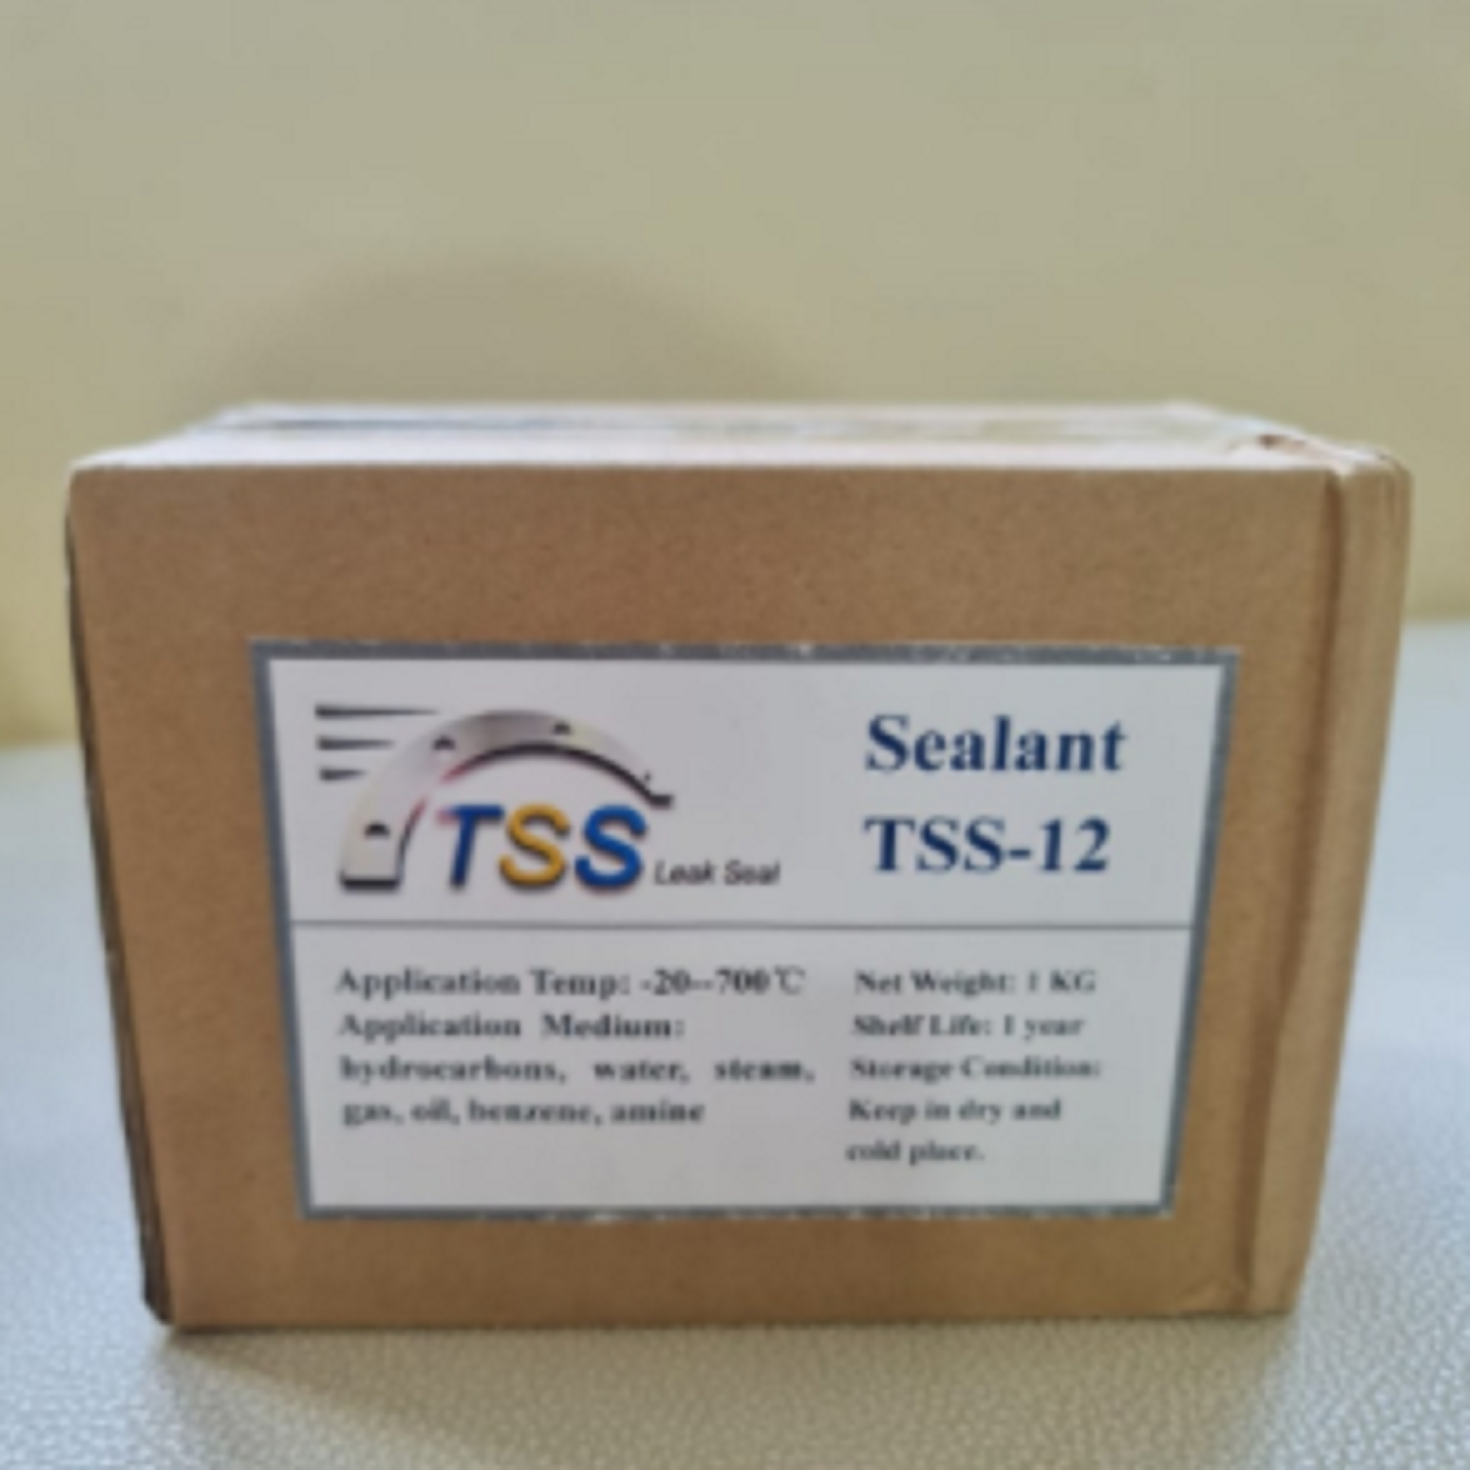 TSS Leak Seal
Sealant
TSS-12
Application Temp: -20--700℃
Application Medium:
hydrocarbons, water, steam,
gas, oil, benzene, amine
Net Weight: 1 KG
Shelf Life: 1 year
Storage Condition:
Keep in dry and
cold place.